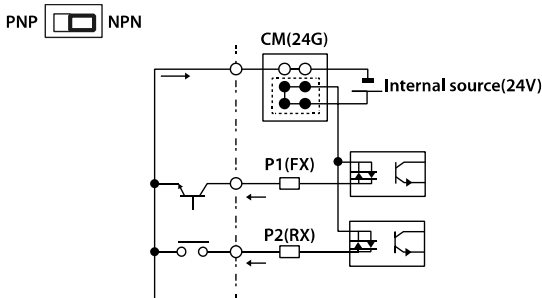 PNP NPN
CM(24G)
Internal source(24V)
P1(FX)
P2(RX)